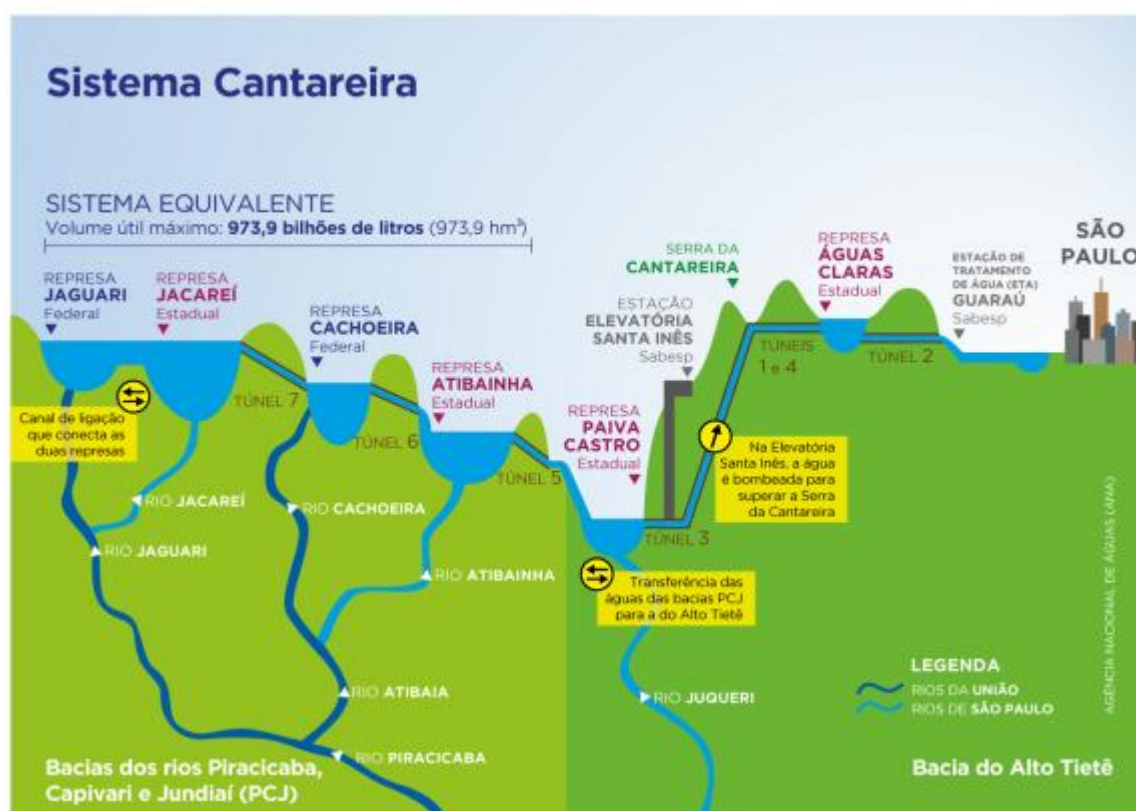 Sistema Cantareira
SISTEMA EQUIVALENTE
Volume útil máximo: 973,9 bilhões de litros (973,9 hm³)
REPRESA
JAGUARI
Federal
REPRESA
JACAREÍ
Estadual
REPRESA
CACHOEIRA
Federal
REPRESA
ATIBAINHA
Estadual
REPRESA
PAIVA
CASTRO
Estadual
ESTAÇÃO
ELEVATÓRIA
SANTA INÊS
Sabesp
SERRA DA
CANTAREIRA
REPRESA
ÁGUAS
CLARAS
Estadual
ESTAÇÃO DE
TRATAMENTO
DE ÁGUA (ETA)
GUARAÚ
Sabesp
SÃO
PAULO
TÚNEL 7
TÚNEL 6
TÚNEL 5
TÚNEL 3
TÚNEIS
1 e 4
TÚNEL 2
Canal de ligação
que conecta as
duas represas
Na Elevatória
Santa Inês, a água
é bombeada para
superar a Serra
da Cantareira
Transferência das
águas das bacias PCJ
para a do Alto Tietê
RIO JACAREÍ
RIO JAGUARI
RIO CACHOEIRA
RIO ATIBAINHA
RIO ATIBAIA
RIO PIRACICABA
RIO JUQUERI
LEGENDA
RIOS DA UNIÃO
RIOS DE SÃO PAULO
AGÊNCIA NACIONAL DE ÁGUAS (ANA)
Bacias dos rios Piracicaba,
Capivari e Jundiaí (PCJ)
Bacia do Alto Tietê